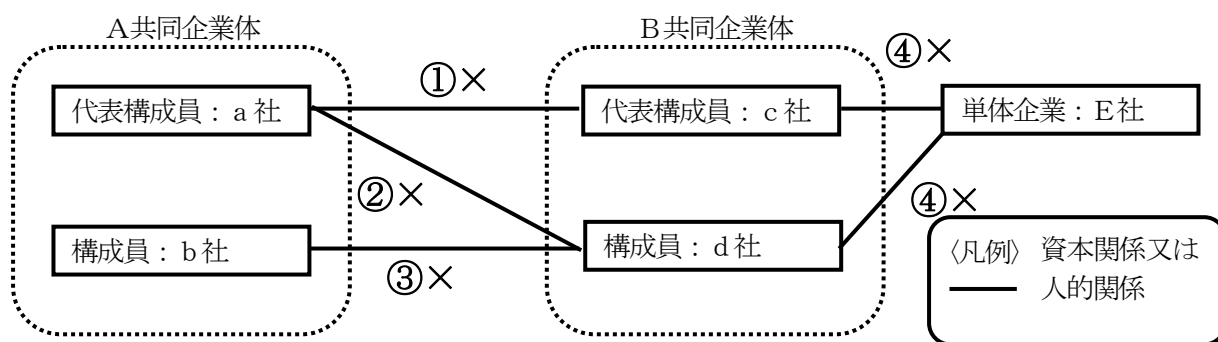 A共同企業体
B共同企業体
④×
①×
代表構成員：a社
代表構成員：c社
単体企業：E社
②×
④×
構成員：b社
構成員：d社
③×
〈凡例〉 資本関係又は
人的関係